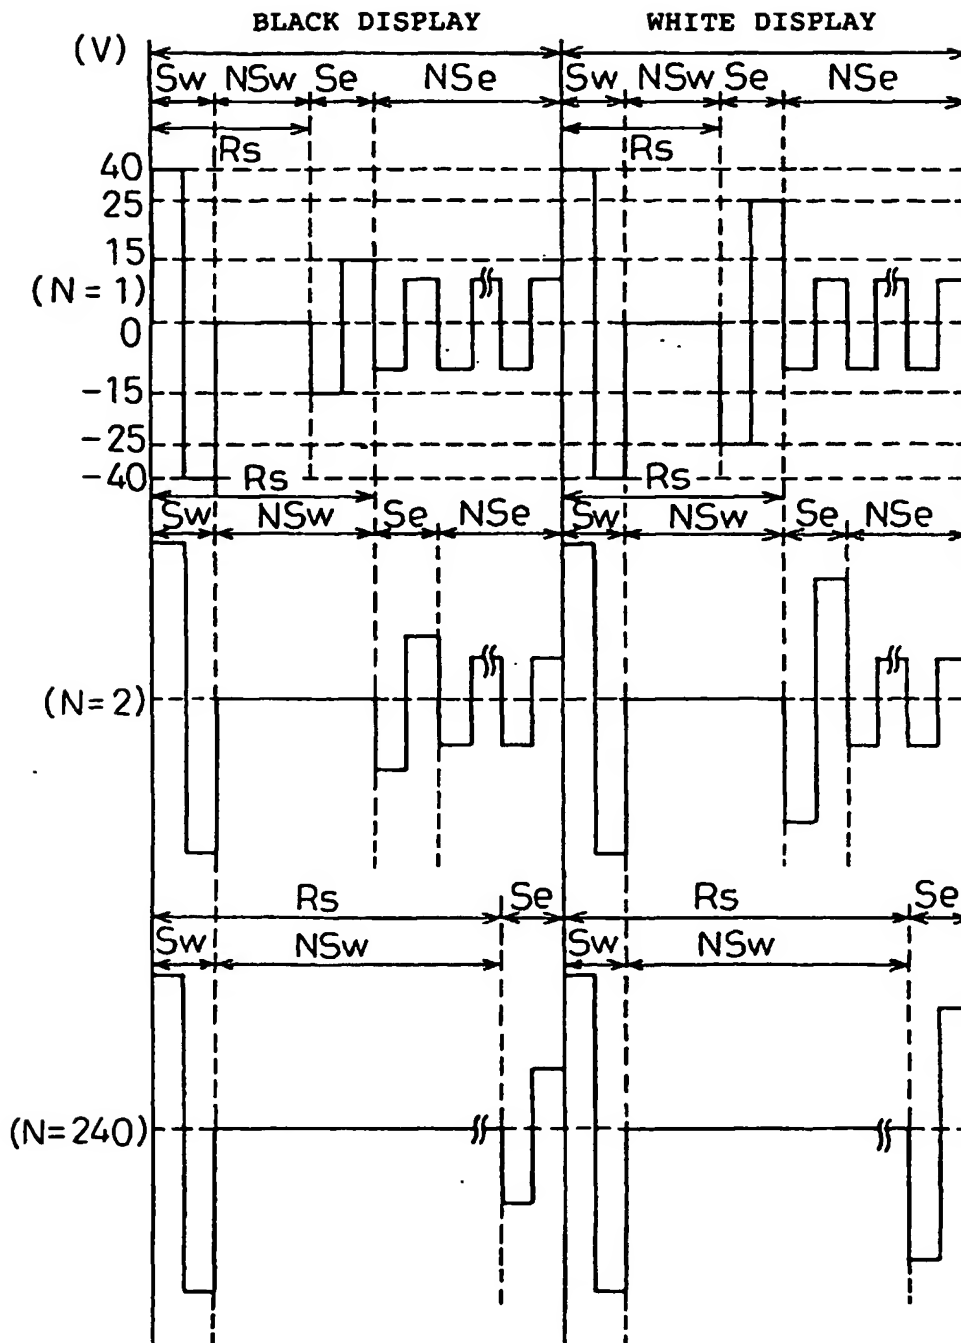 BLACK DISPLAY WHITE DISPLAY
(V)
Sw NSw Se NSe Sw NSw Se NSe
Rs Rs
40
25
15
(N=1)
0
-15
-25
-40
Rs Rs
Sw NSw Se NSe Sw NSw Se NSe
(N=2)
Rs Se Rs Se
Sw NSw Sw NSw
(N=240)